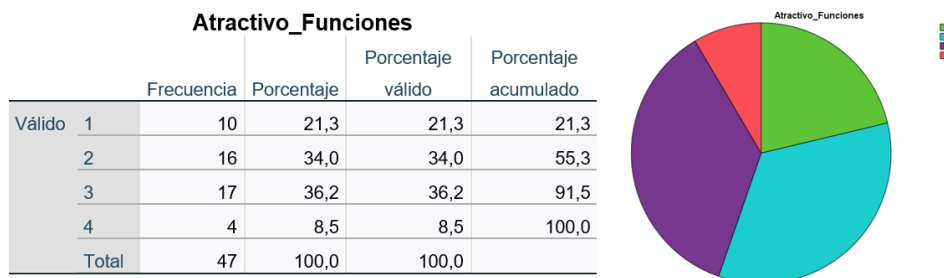 Atractivo_Funciones
Frecuencia Porcentaje Porcentaje válido Porcentaje acumulado
Válido 1 10 21,3 21,3 21,3
2 16 34,0 34,0 55,3
3 17 36,2 36,2 91,5
4 4 8,5 8,5 100,0
Total 47 100,0 100,0
Atractivo_Funciones